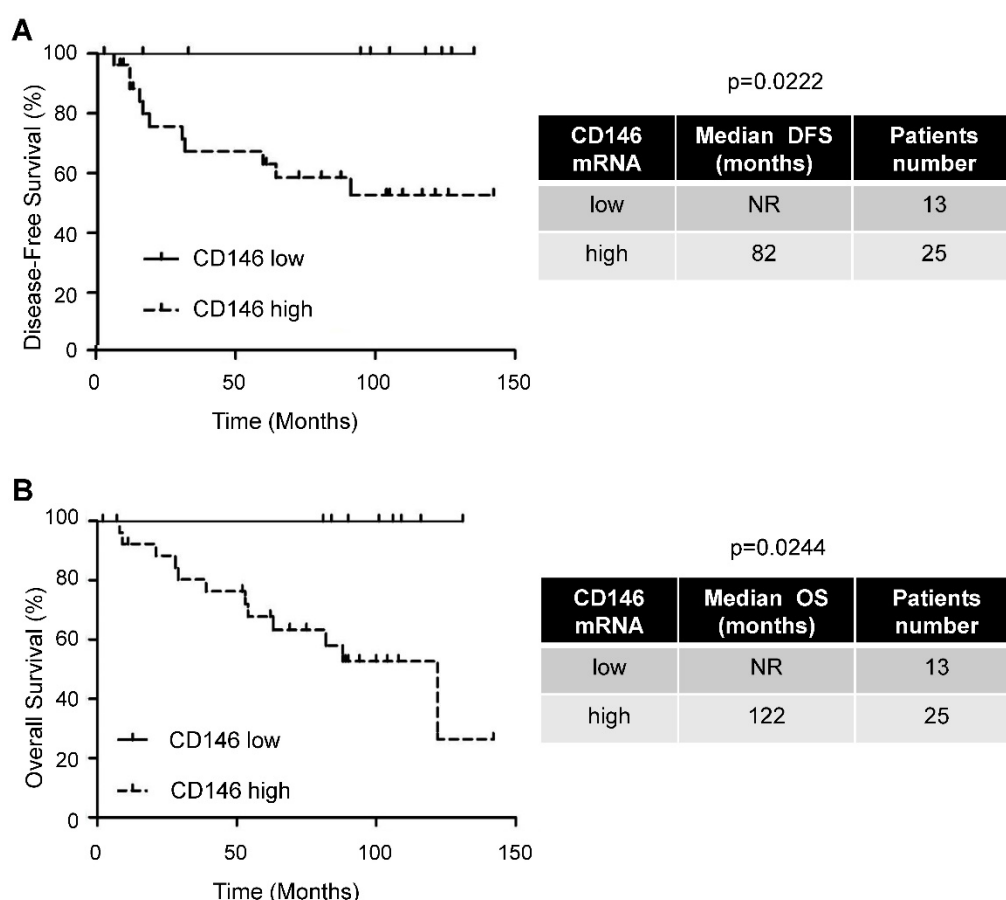 A
Disease-Free Survival (%)
100
80
60
40
20
0
CD146 low
CD146 high
0 50 100 150
Time (Months)
p=0.0222
CD146 mRNA Median DFS (months) Patients number
low NR 13
high 82 25
B
Overall Survival (%)
100
80
60
40
20
0
CD146 low
CD146 high
0 50 100 150
Time (Months)
p=0.0244
CD146 mRNA Median OS (months) Patients number
low NR 13
high 122 25